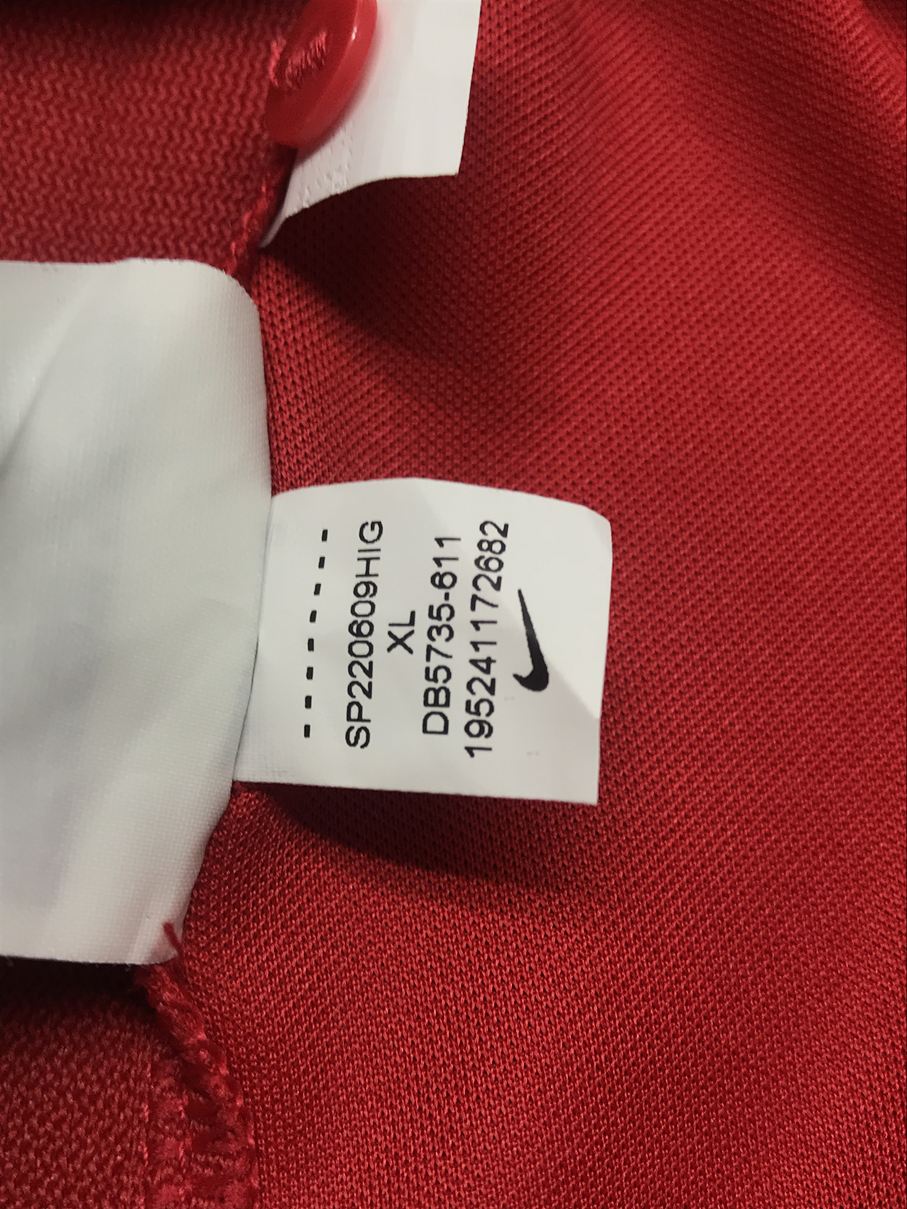 --------
SP220609HIG
XL
DB5735-611
195241172682